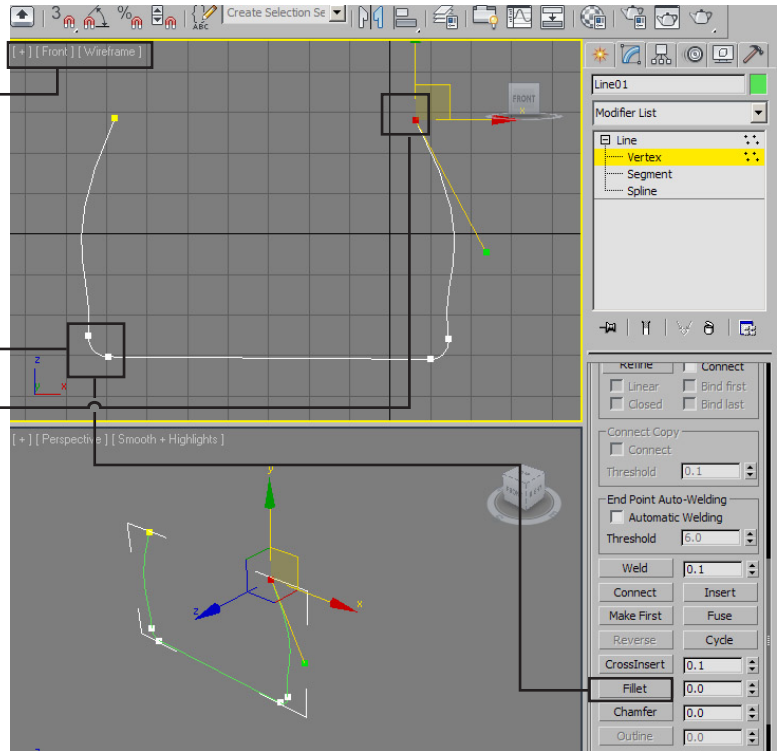 3 % ABC Create Selection Se
[ + ] [ Front ] [ Wireframe ]
FRONT
x
z
y x
[ + ] [ Perspective ] [ Smooth + Highlights ]
FRONT
y
z
x
Line01
Modifier List
Line
Vertex
Segment
Spline
Refine Connect
Linear Bind first
Closed Bind last
Connect Copy
Connect
Threshold 0.1
End Point Auto-Welding
Automatic Welding
Threshold 6.0
Weld 0.1
Connect Insert
Make First Fuse
Reverse Cycle
CrossInsert 0.1
Fillet 0.0
Chamfer 0.0
Outline 0.0